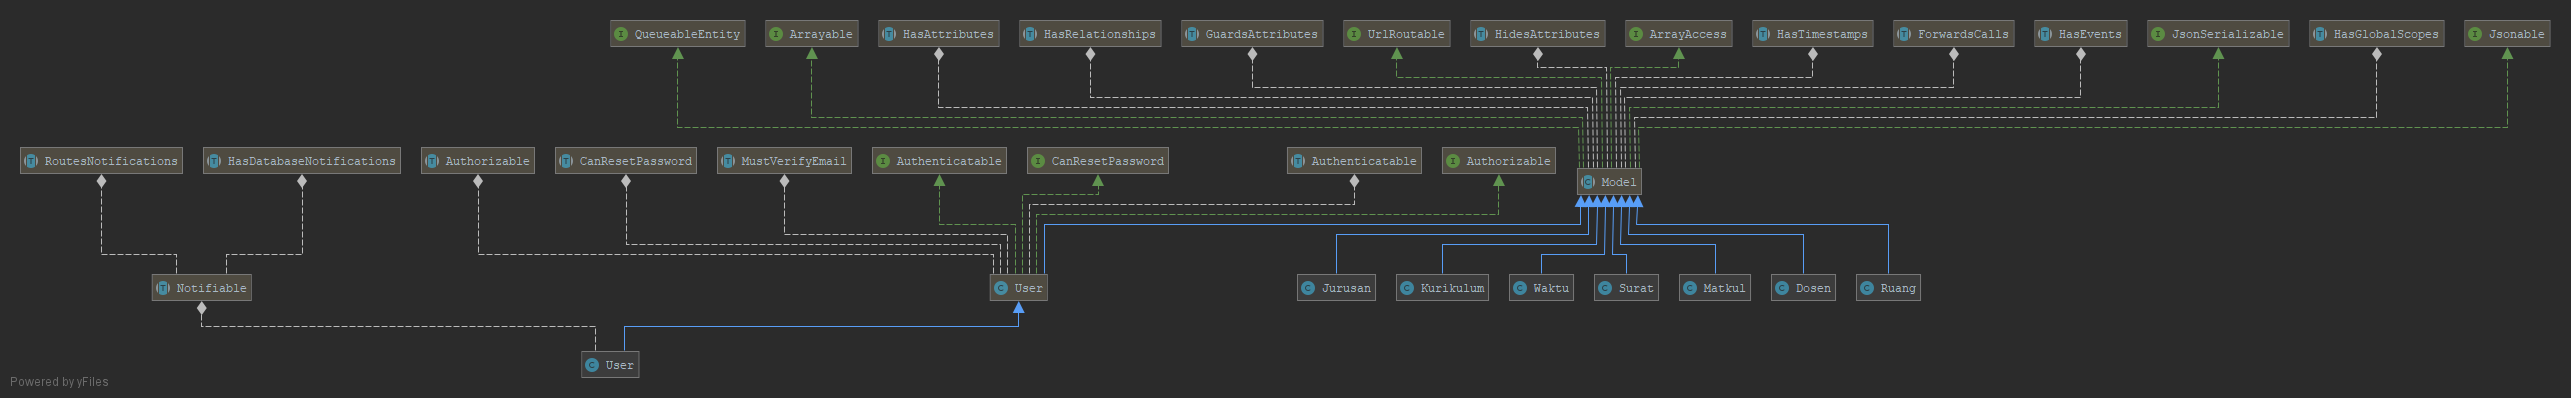 QueueableEntity
Arrayable
HasAttributes
HasRelationships
GuardsAttributes
UrlRoutable
HidesAttributes
ArrayAccess
HasTimestamps
ForwardsCalls
HasEvents
JsonSerializable
HasGlobalScopes
Jsonable
RoutesNotifications
HasDatabaseNotifications
Authorizable
CanResetPassword
MustVerifyEmail
Authenticatable
CanResetPassword
Authenticatable
Authorizable
Model
Notifiable
User
Jurusan
Kurikulum
Waktu
Surat
Matkul
Dosen
Ruang
User
Powered by yFiles